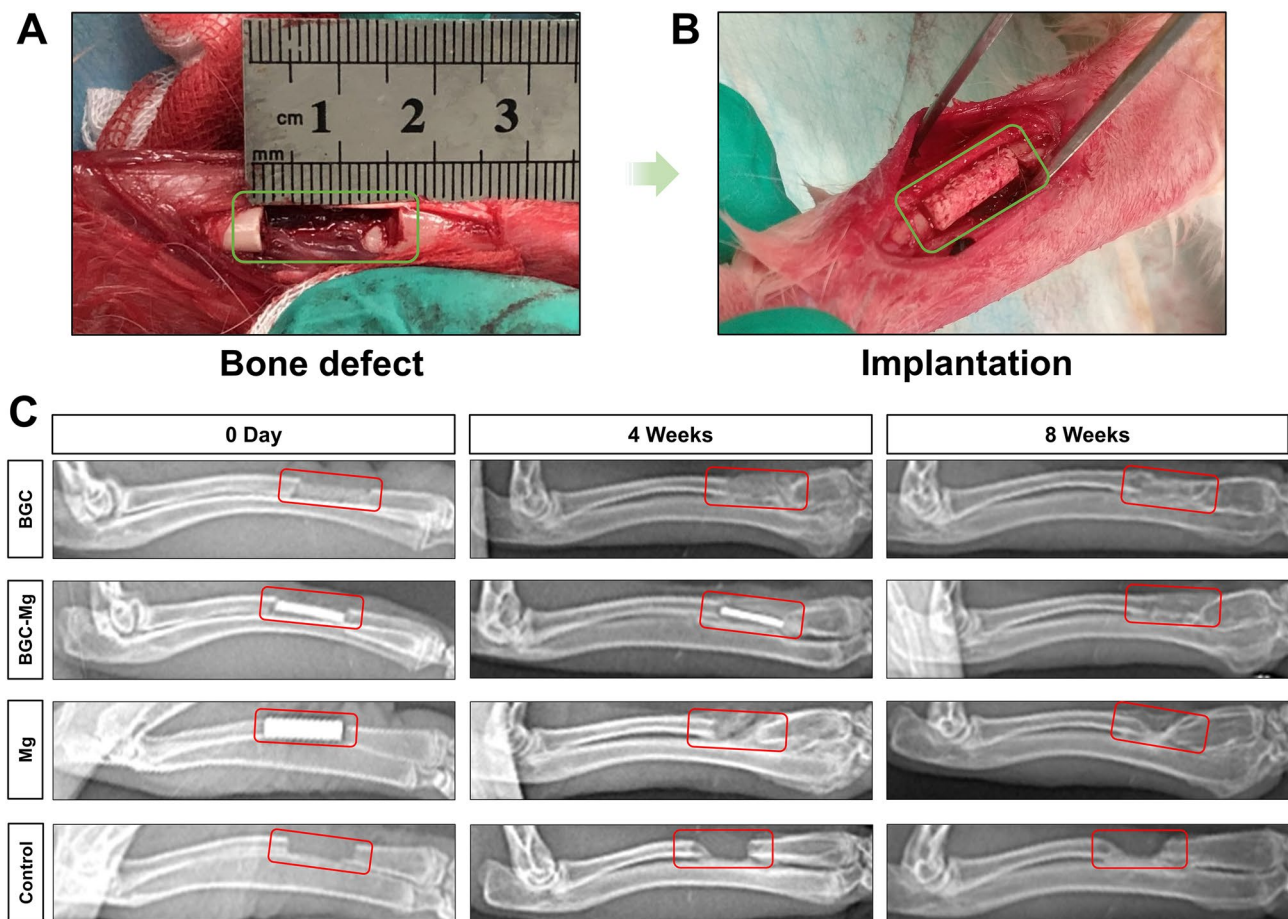 A
cm 1 2 3
mm
Bone defect
B
Implantation
C
0 Day
4 Weeks
8 Weeks
BGC
BGC-Mg
Mg
Control